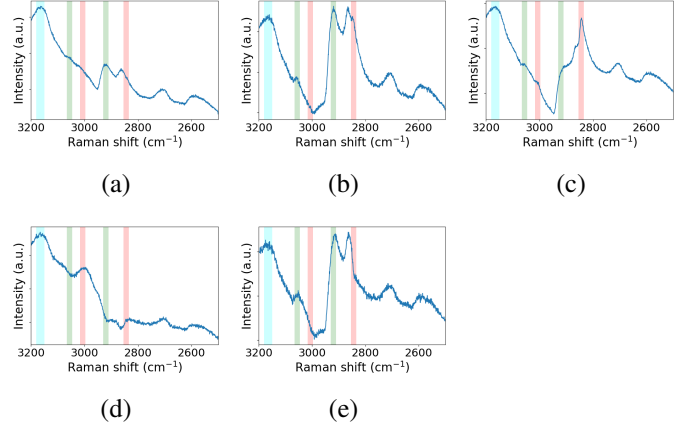 Intensity (a.u.)
3200 3000 2800 2600
Raman shift (cm⁻¹)
(a)
Intensity (a.u.)
3200 3000 2800 2600
Raman shift (cm⁻¹)
(b)
Intensity (a.u.)
3200 3000 2800 2600
Raman shift (cm⁻¹)
(c)
Intensity (a.u.)
3200 3000 2800 2600
Raman shift (cm⁻¹)
(d)
Intensity (a.u.)
3200 3000 2800 2600
Raman shift (cm⁻¹)
(e)